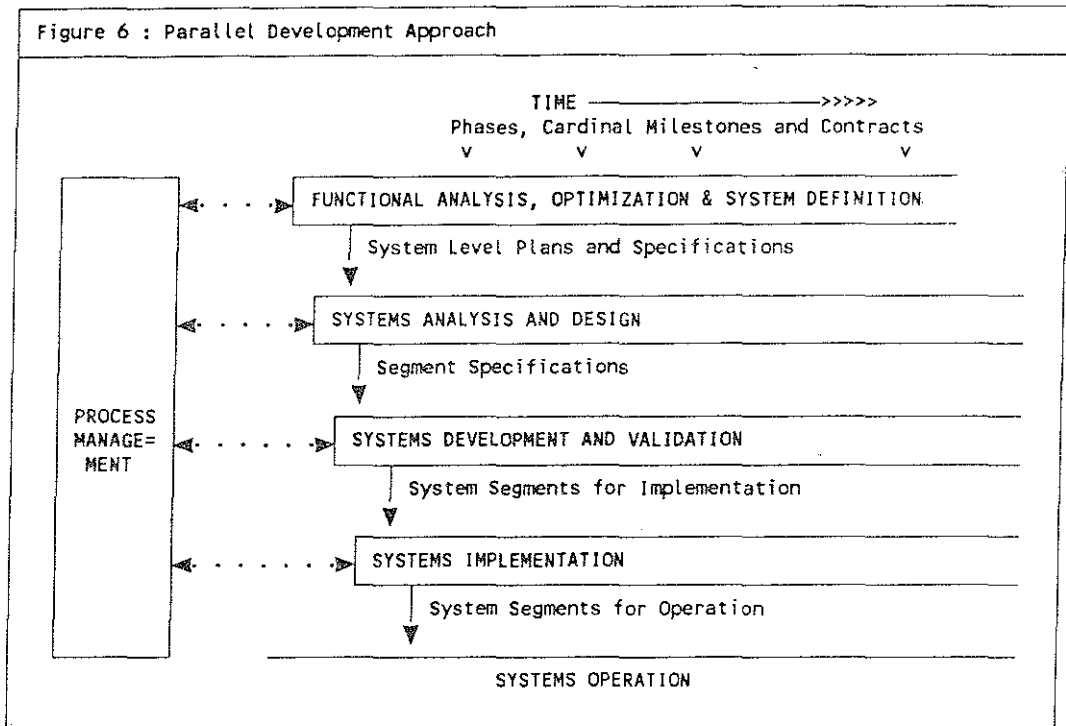 Figure 6 : Parallel Development Approach
TIME >>>>>
Phases, Cardinal Milestones and Contracts
v v v v
FUNCTIONAL ANALYSIS, OPTIMIZATION & SYSTEM DEFINITION
System Level Plans and Specifications
SYSTEMS ANALYSIS AND DESIGN
Segment Specifications
PROCESS
MANAGE=
MENT
SYSTEMS DEVELOPMENT AND VALIDATION
System Segments for Implementation
SYSTEMS IMPLEMENTATION
System Segments for Operation
SYSTEMS OPERATION